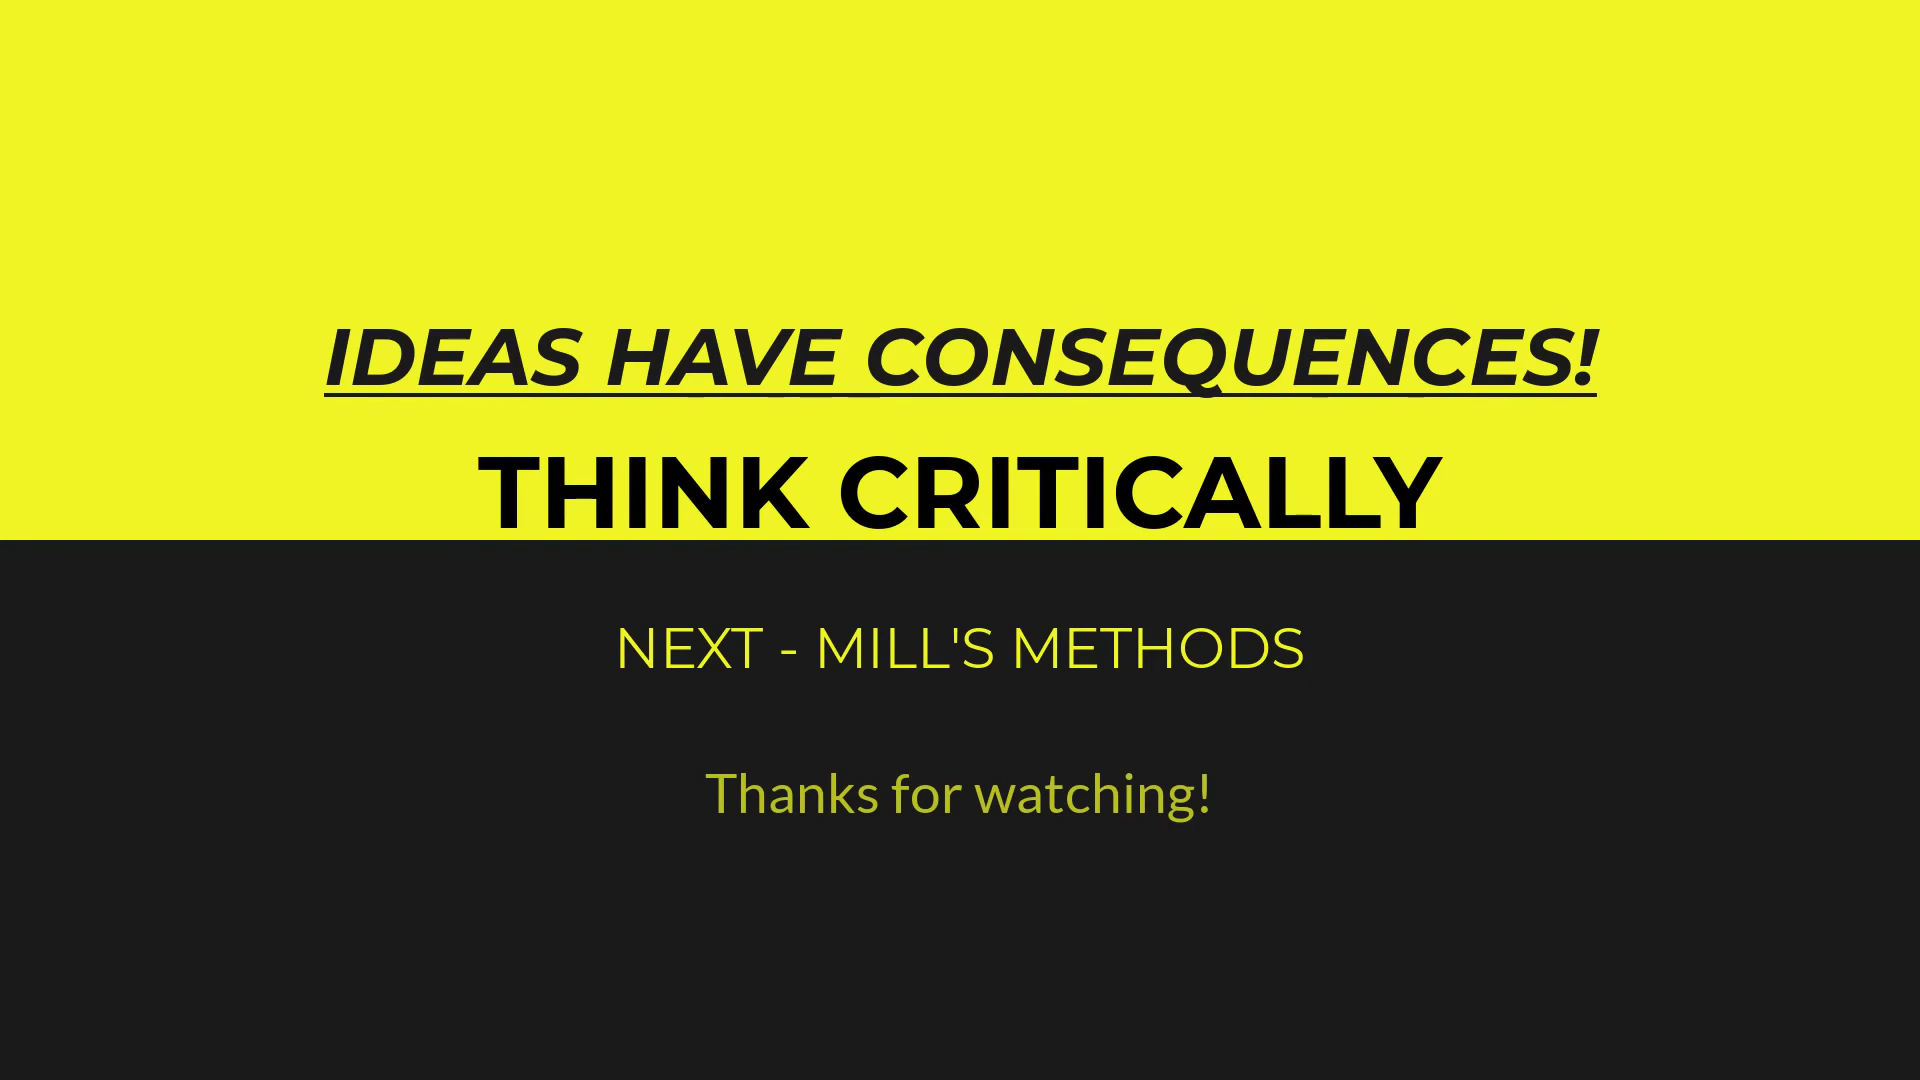 IDEAS HAVE CONSEQUENCES!
THINK CRITICALLY
NEXT - MILL'S METHODS
Thanks for watching!